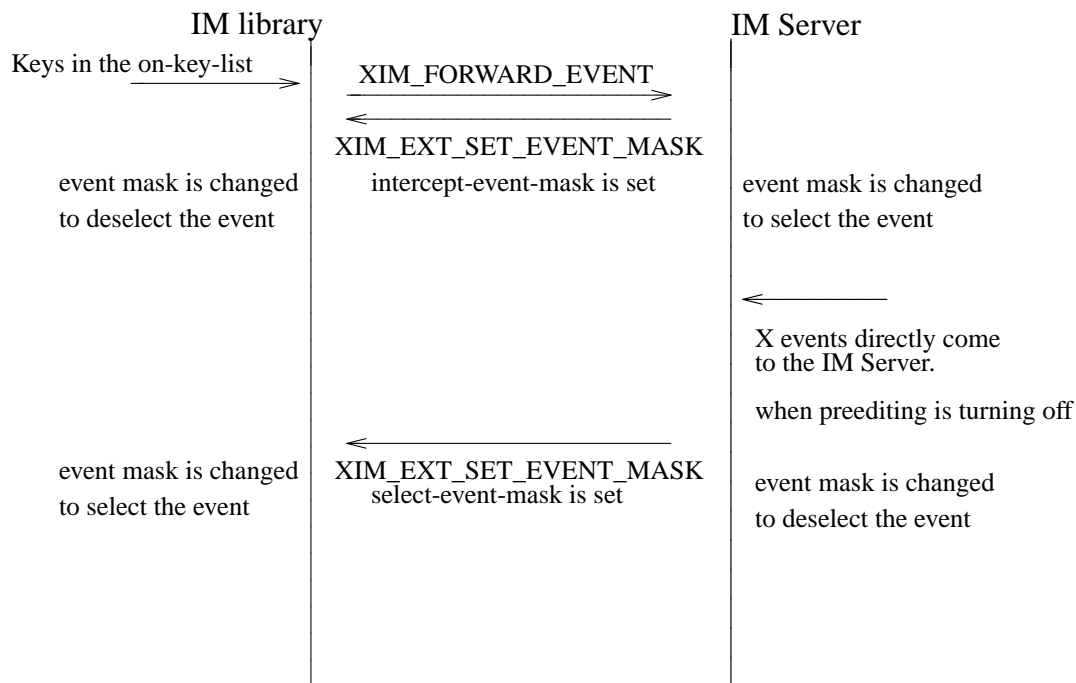 IM library
IM Server
Keys in the on-key-list
XIM_FORWARD_EVENT
XIM_EXT_SET_EVENT_MASK
event mask is changed
to deselect the event
intercept-event-mask is set
event mask is changed
to select the event
X events directly come
to the IM Server.
when preediting is turning off
event mask is changed
to select the event
XIM_EXT_SET_EVENT_MASK
select-event-mask is set
event mask is changed
to deselect the event